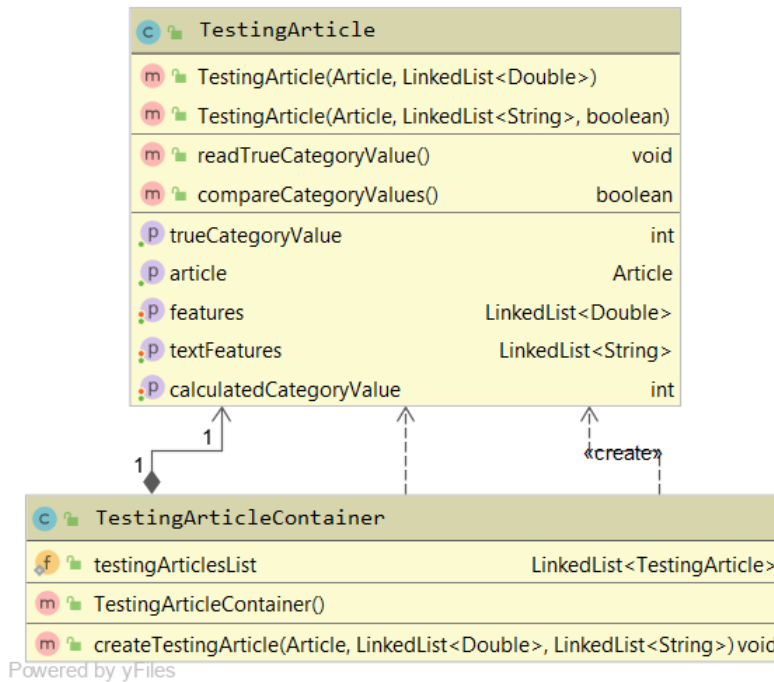 TestingArticle
TestingArticle(Article, LinkedList<Double>)
TestingArticle(Article, LinkedList<String>, boolean)
readTrueCategoryValue() void
compareCategoryValues() boolean
trueCategoryValue int
article Article
features LinkedList<Double>
textFeatures LinkedList<String>
calculatedCategoryValue int
1
1
«create»
TestingArticleContainer
testingArticlesList LinkedList<TestingArticle>
TestingArticleContainer()
createTestingArticle(Article, LinkedList<Double>, LinkedList<String>) void
Powered by yFiles